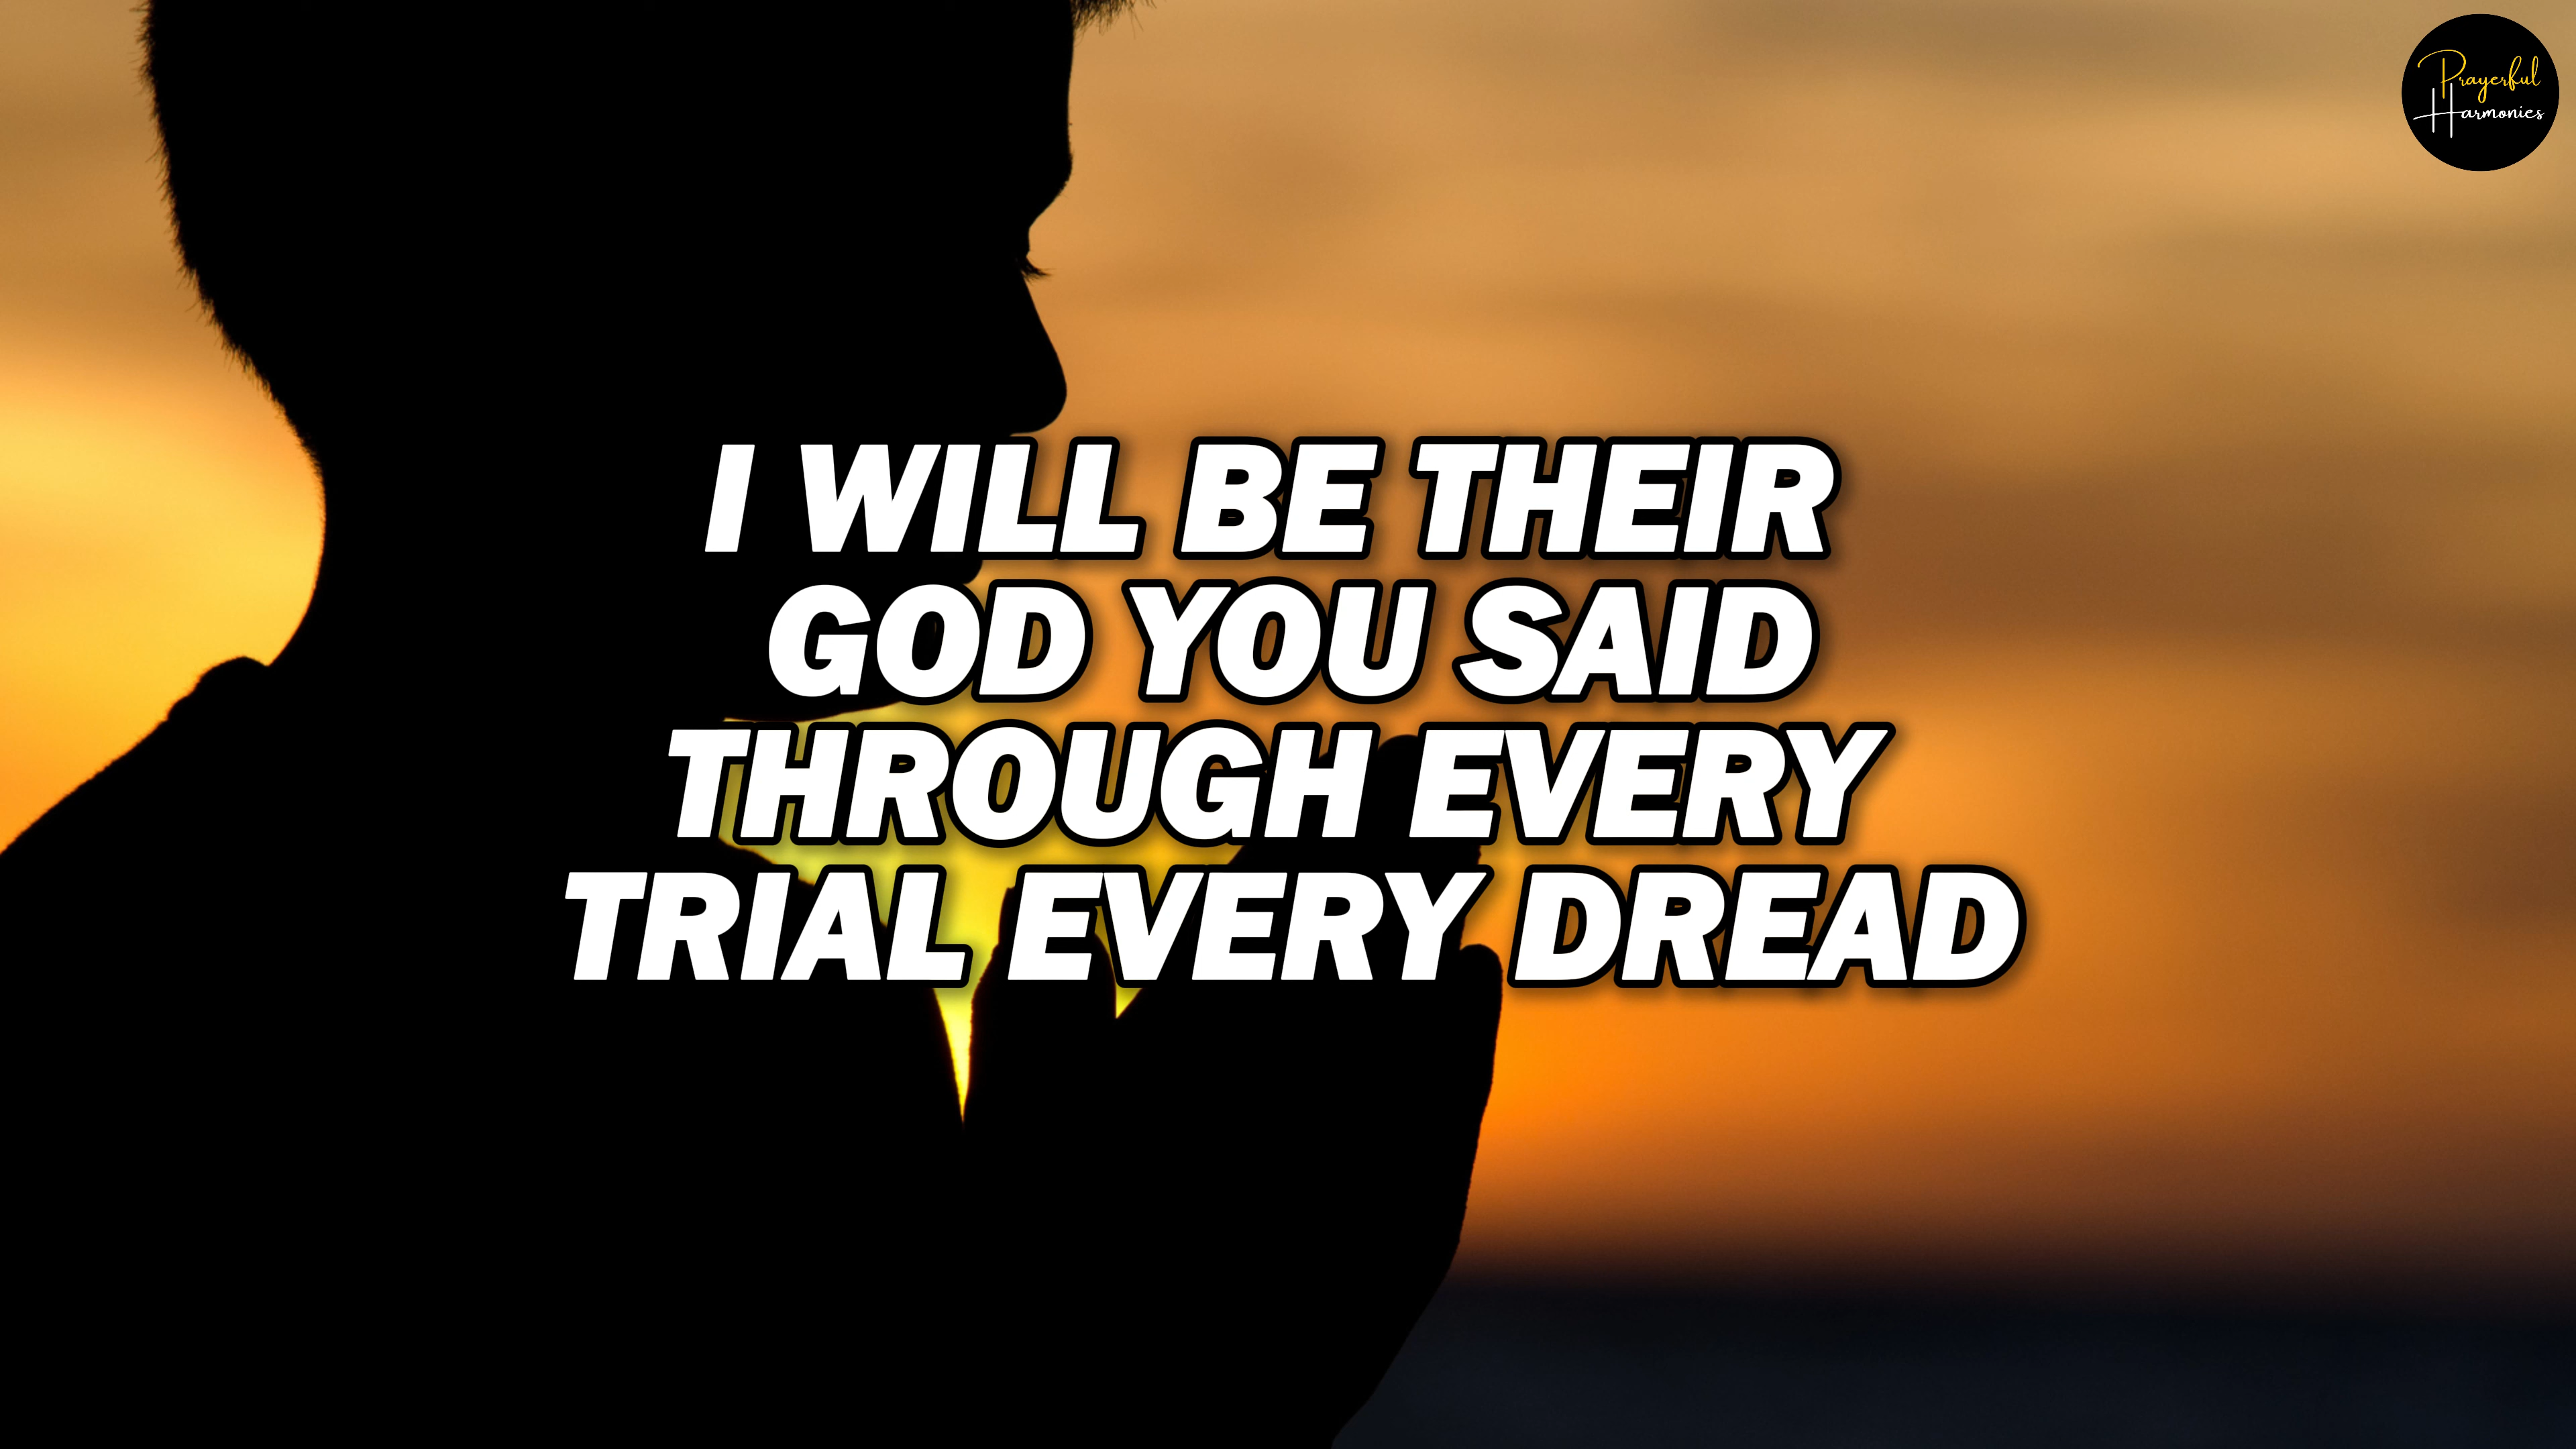 Prayerful
Harmonies
I WILL BE THEIR
GOD YOU SAID
THROUGH EVERY
TRIAL EVERY DREAD